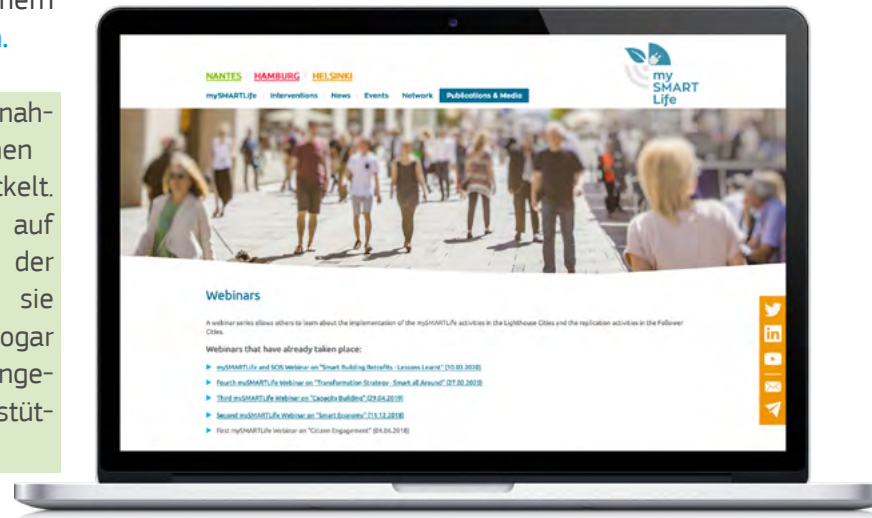 n.
nah-
nen
kelt.
auf
der
sie
ogar
nge-
stüt-
NANTES HAMBURG HELSINKI
mySMARTLife Interventions News Events Network Publications & Media
my
SMART
Life
Webinars
A webinar series allows others to learn about the implementation of the mySMARTLife activities in the Lighthouse Cities and the replication activities in the Follower
Cities.
Webinars that have already taken place:
mySMARTLife and SCIS Webinar on "Smart Building Retrofits - Lessons Learnt" (10.03.2020)
Fourth mySMARTLife Webinar on "Transformation Strategy - Smart all Around" (27.02.2020)
Third mySMARTLife Webinar on "Capacity Building" (29.04.2019)
Second mySMARTLife Webinar on "Smart Economy" (11.12.2018)
First mySMARTLife Webinar on "Citizen Engagement" (04.04.2018)
in